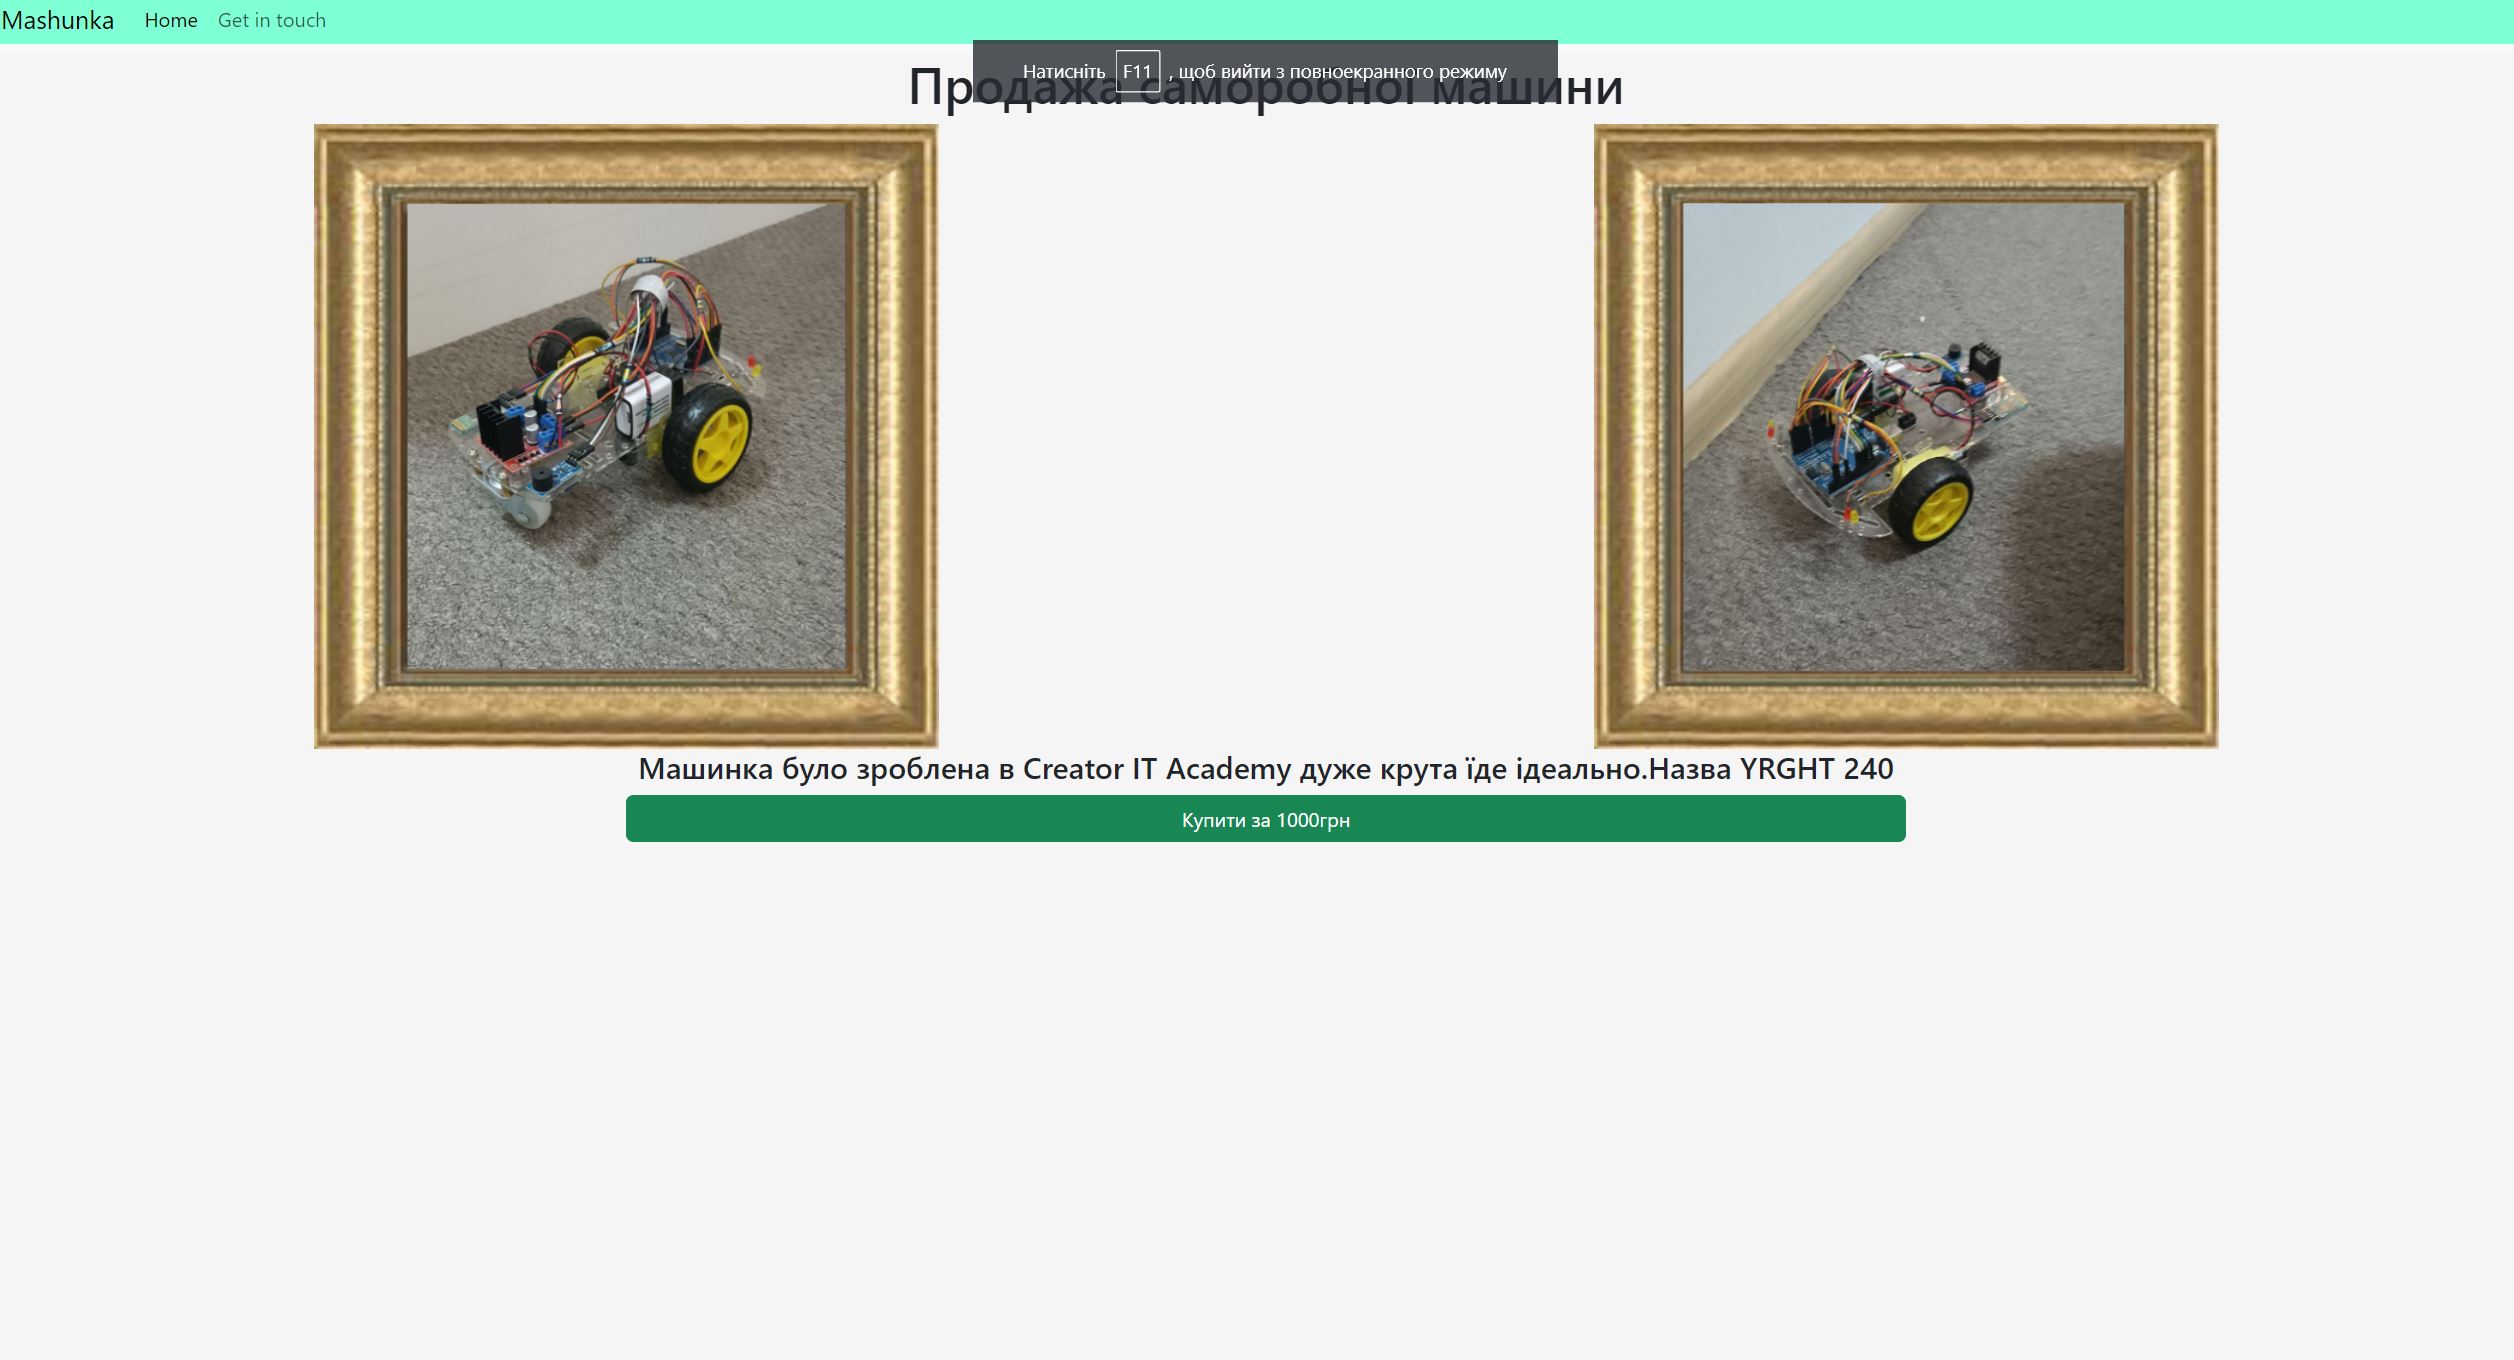 Mashunka Home Get in touch
Натисніть F11 , щоб вийти з повноекранного режиму
Продажа саморобної машини
Машинка було зроблена в Creator IT Academy дуже крута їде ідеально.Назва YRGHT 240
Купити за 1000грн